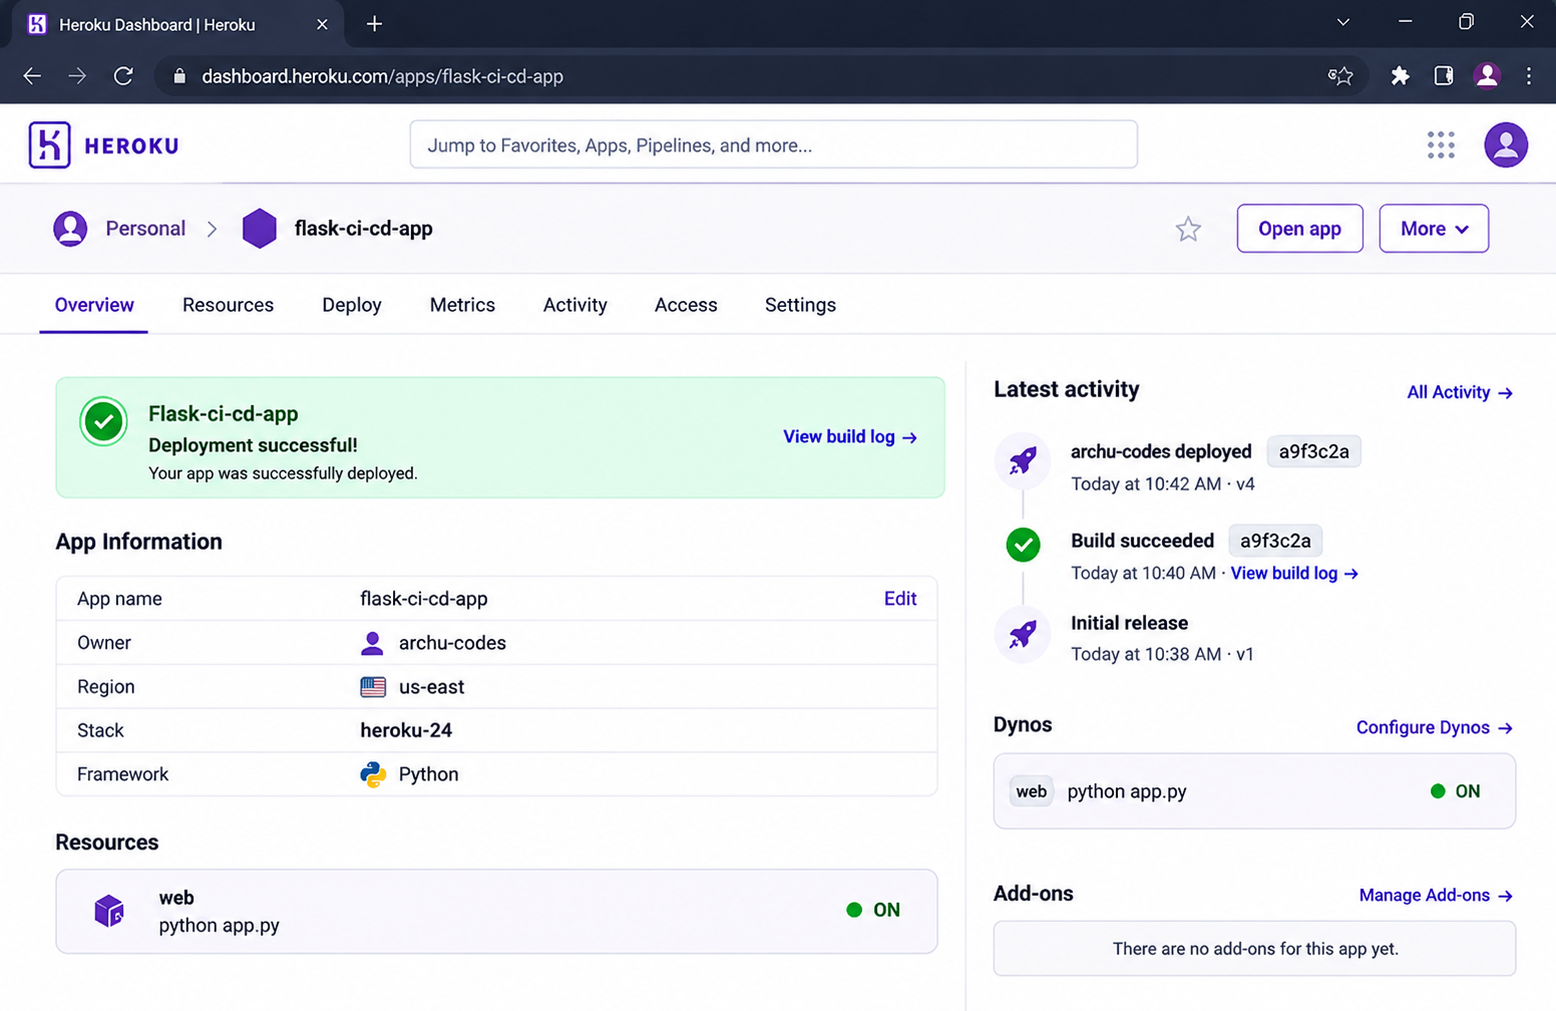 Heroku Dashboard | Heroku
dashboard.heroku.com/apps/flask-ci-cd-app
HEROKU
Jump to Favorites, Apps, Pipelines, and more...
Personal
flask-ci-cd-app
Open app
More
Overview
Resources
Deploy
Metrics
Activity
Access
Settings
Flask-ci-cd-app
Deployment successful!
Your app was successfully deployed.
View build log →
App Information
App name
flask-ci-cd-app
Edit
Owner
archu-codes
Region
us-east
Stack
heroku-24
Framework
Python
Resources
web
python app.py
ON
Latest activity
All Activity →
archu-codes deployed a9f3c2a
Today at 10:42 AM · v4
Build succeeded a9f3c2a
Today at 10:40 AM · View build log →
Initial release
Today at 10:38 AM · v1
Dynos
Configure Dynos →
web python app.py
ON
Add-ons
Manage Add-ons →
There are no add-ons for this app yet.